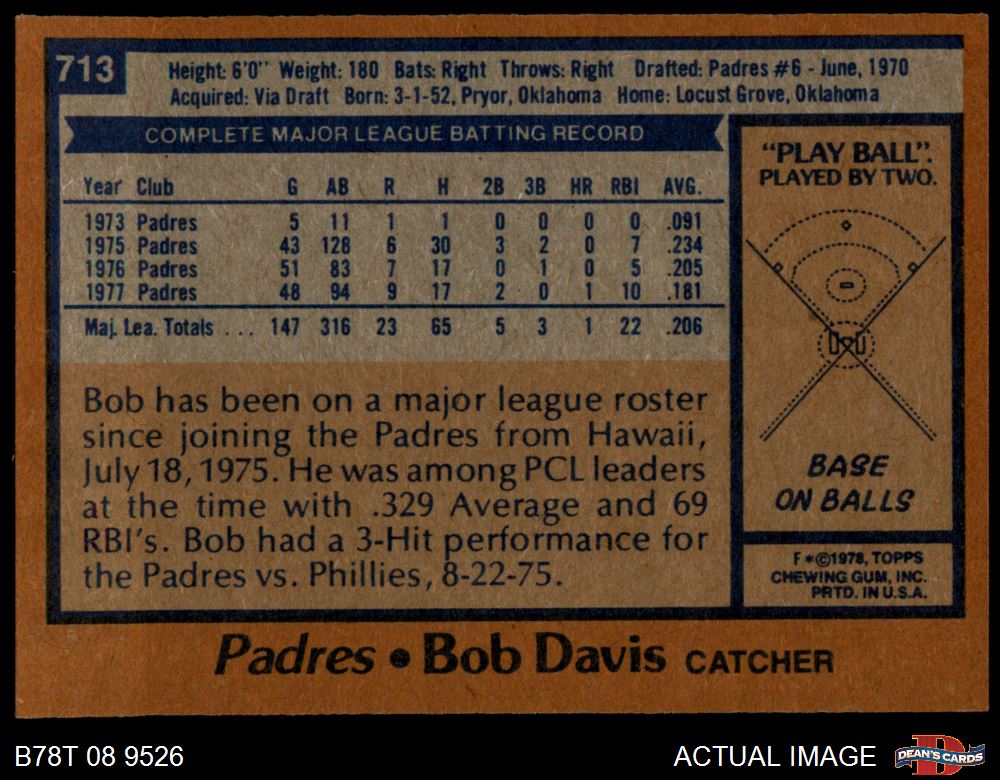 713
Height: 6'0" Weight: 180 Bats: Right Throws: Right Drafted: Padres #6 - June, 1970
Acquired: Via Draft Born: 3-1-52, Pryor, Oklahoma Home: Locust Grove, Oklahoma
COMPLETE MAJOR LEAGUE BATTING RECORD
Year Club G AB R H 2B 3B HR RBI AVG.
1973 Padres 5 11 1 1 0 0 0 0 .091
1975 Padres 43 128 6 30 3 2 0 7 .234
1976 Padres 51 83 7 17 0 1 0 5 .205
1977 Padres 48 94 9 17 2 0 1 10 .181
Maj. Lea. Totals . . . 147 316 23 65 5 3 1 22 .206
Bob has been on a major league roster
since joining the Padres from Hawaii,
July 18, 1975. He was among PCL leaders
at the time with .329 Average and 69
RBI's. Bob had a 3-Hit performance for
the Padres vs. Phillies, 8-22-75.
"PLAY BALL".
PLAYED BY TWO.
BASE
ON BALLS
F*©1978, TOPPS
CHEWING GUM, INC.
PRTD. IN U.S.A.
Padres • Bob Davis CATCHER
B78T 08 9526
ACTUAL IMAGE
D
DEAN'S CARDS